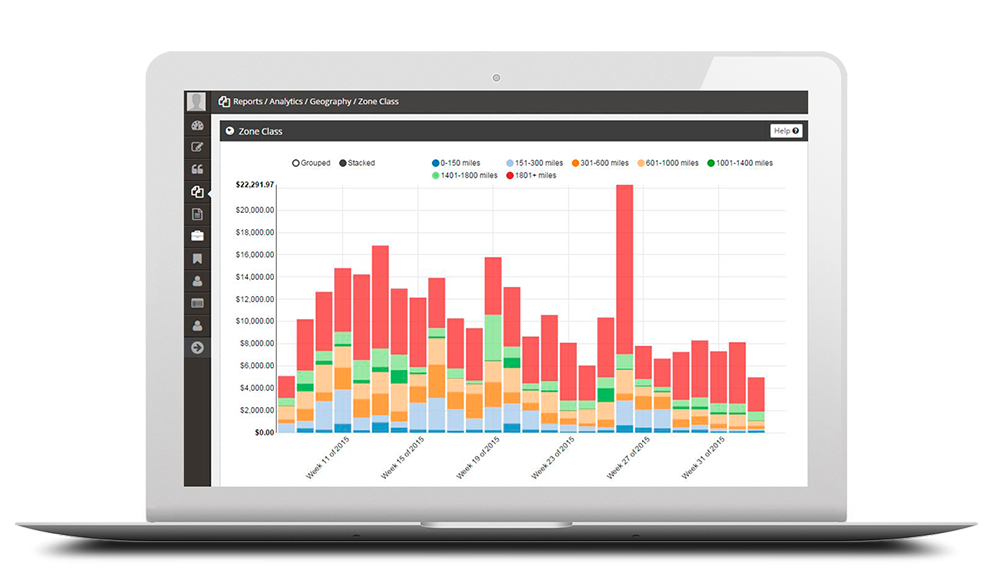 Reports / Analytics / Geography / Zone Class
Zone Class
Help ?
Grouped Stacked 0-150 miles 151-300 miles 301-600 miles 601-1000 miles 1001-1400 miles
1401-1800 miles 1801+ miles
$22,291.97
$20,000.00
$18,000.00
$16,000.00
$14,000.00
$12,000.00
$10,000.00
$8,000.00
$6,000.00
$4,000.00
$2,000.00
$0.00
Week 11 of 2015
Week 15 of 2015
Week 19 of 2015
Week 23 of 2015
Week 27 of 2015
Week 31 of 2015